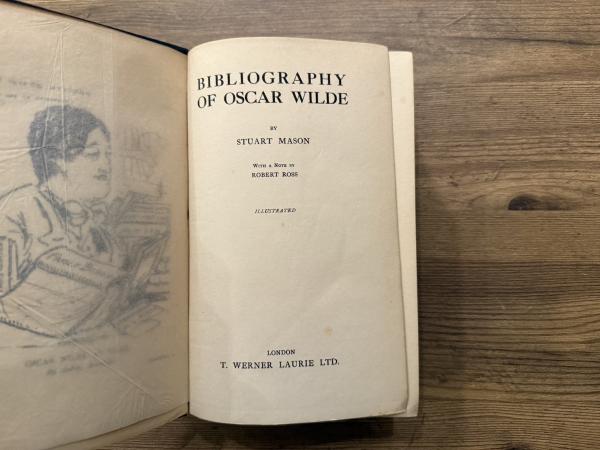 BIBLIOGRAPHY
OF OSCAR WILDE
BY
STUART MASON
WITH A NOTE BY
ROBERT ROSS
ILLUSTRATED
LONDON
T. WERNER LAURIE LTD.